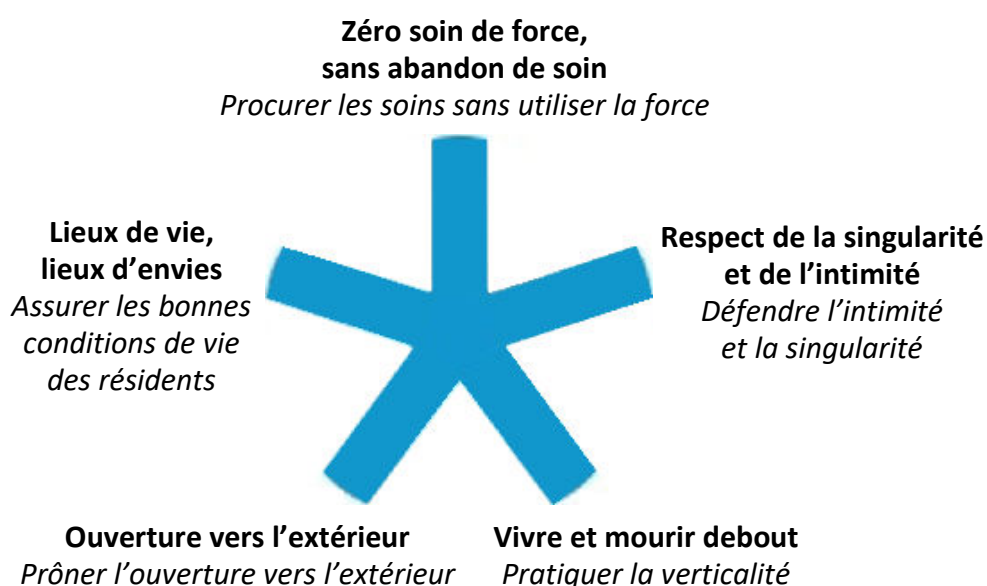 Zéro soin de force,
sans abandon de soin
Procurer les soins sans utiliser la force
Lieux de vie,
lieux d’envies
Assurer les bonnes
conditions de vie
des résidents
Respect de la singularité
et de l’intimité
Défendre l’intimité
et la singularité
Ouverture vers l’extérieur
Prôner l’ouverture vers l’extérieur
Vivre et mourir debout
Pratiquer la verticalité